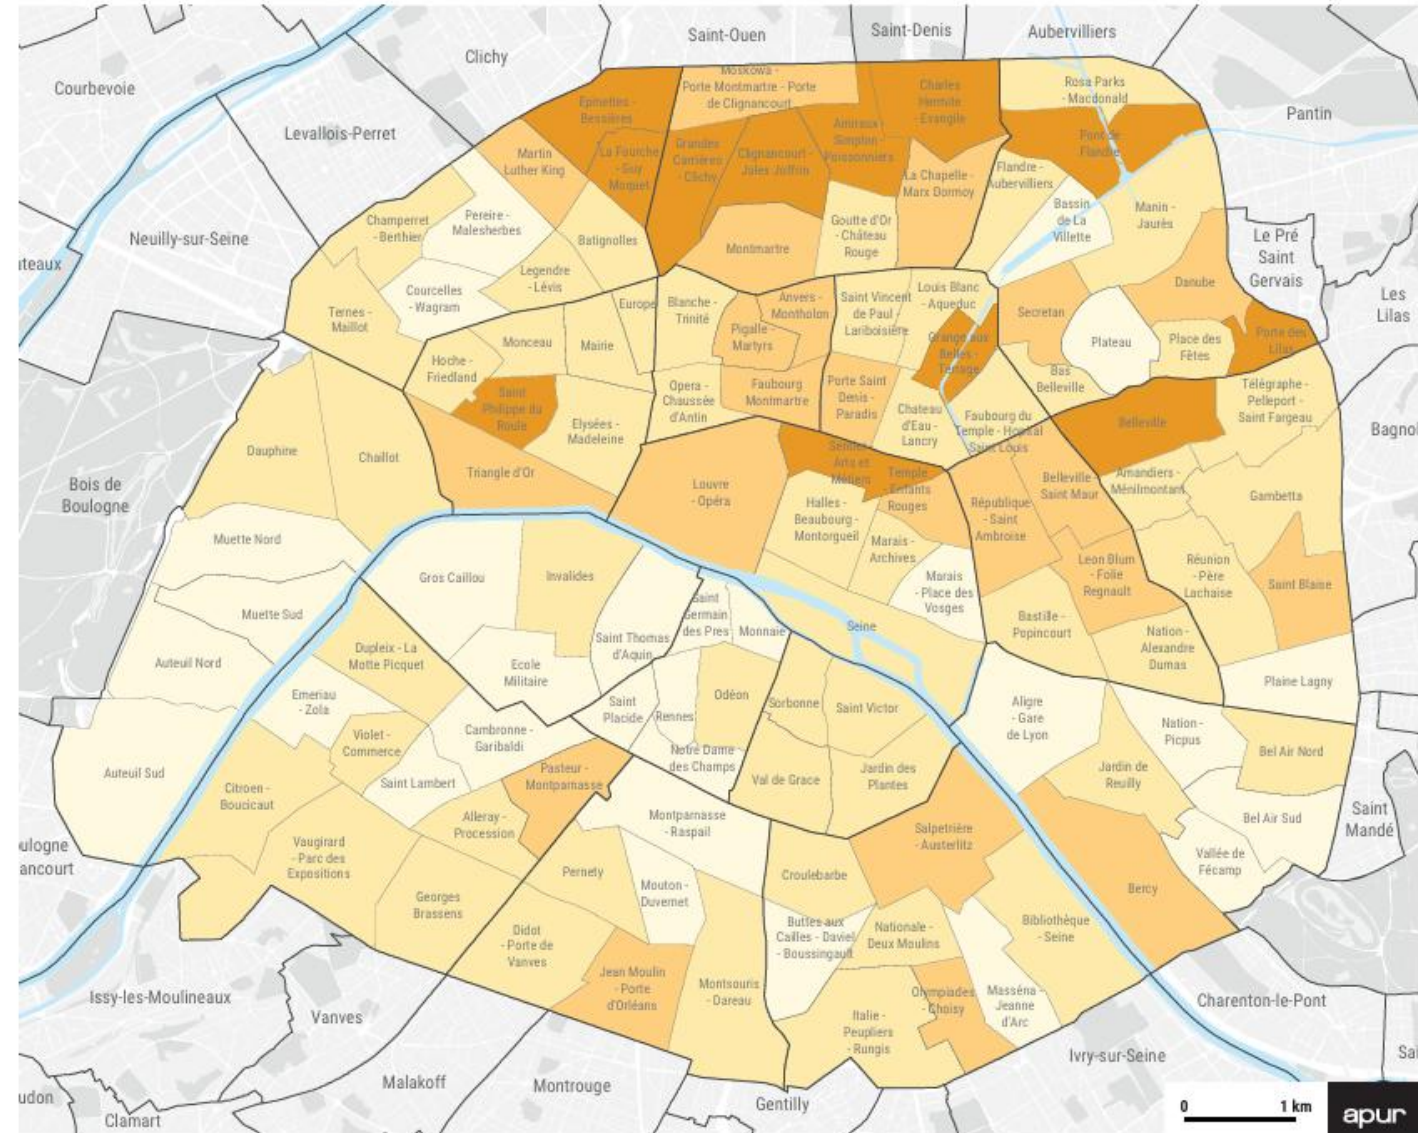 Saint-Ouen
Saint-Denis
Aubervilliers
Clichy
Courbevoie
Levallois-Perret
Pantin
Neuilly-sur-Seine
uteaux
Le Pré
Saint
Gervais
Les
Lilas
Bagnol
Bois de
Boulogne
Moskowa -
Porte Montmartre - Porte
de Clignancourt
Charles
Hermite -
Evangile
Rosa Parks
- Macdonald
Epinettes -
Bessières
Pont de
Flandre
Martin
Luther King
La Fourche
- Guy
Moquet
Grandes
Carrières
- Clichy
Clignancourt -
Jules Joffrin
Amiraux -
Simplon -
Poissonniers
La Chapelle -
Marx Dormoy
Flandre -
Aubervilliers
Bassin
de La
Villette
Manin -
Jaurès
Champerret
- Berthier
Pereire -
Malesherbes
Batignolles
Montmartre
Goutte d'Or
- Château
Rouge
Legendre
- Lévis
Courcelles
- Wagram
Ternes -
Maillot
Europe
Blanche -
Trinité
Anvers -
Montholon
Pigalle -
Martyrs
Saint Vincent
de Paul -
Lariboisière
Louis Blanc
- Aqueduc
Grange aux
Belles -
Terrage
Secretan
Danube
Plateau
Place des
Fêtes
Porte des
Lilas
Bas
Belleville
Télégraphe -
Pelleport -
Saint Fargeau
Hoche -
Friedland
Monceau
Mairie
Saint
Philippe du
Roule
Elysées -
Madeleine
Opera -
Chaussée
d'Antin
Faubourg
Montmartre
Porte Saint
Denis -
Paradis
Chateau
d'Eau -
Lancry
Faubourg du
Temple - Hopital
Saint Louis
Belleville
Dauphine
Chaillot
Triangle d'Or
Louvre
- Opéra
Sentier -
Arts et
Métiers
Temple -
Enfants
Rouges
Halles -
Beaubourg -
Montorgueil
Marais -
Archives
République
- Saint
Ambroise
Belleville -
Saint Maur
Amandiers -
Ménilmontant
Gambetta
Muette Nord
Muette Sud
Auteuil Nord
Auteuil Sud
Gros Caillou
Invalides
Saint Thomas
d'Aquin
Saint
Germain
des Pres
Monnaie
Seine
Marais
- Place des
Vosges
Leon Blum
- Folie
Regnault
Réunion -
Père
Lachaise
Saint Blaise
Bastille -
Popincourt
Nation -
Alexandre
Dumas
Plaine Lagny
Dupleix - La
Motte Picquet
Ecole
Militaire
Emeriau
- Zola
Saint
Placide
Rennes
Odéon
Sorbonne
Saint Victor
Aligre
- Gare
de Lyon
Nation -
Picpus
Bel Air Nord
Cambronne -
Garibaldi
Violet -
Commerce
Saint Lambert
Notre Dame
des Champs
Val de Grace
Jardin des
Plantes
Jardin de
Reuilly
Bel Air Sud
Citroen -
Boucicaut
Pasteur -
Montparnasse
Alleray -
Procession
Montparnasse
- Raspail
Salpetrière
- Austerlitz
Vallée de
Fécamp
Saint
Mandé
Vaugirard
- Parc des
Expositions
Georges
Brassens
Pernety
Mouton -
Duvernet
Croulebarbe
Bercy
Didot
- Porte de
Vanves
Jean Moulin
- Porte
d'Orléans
Montsouris
- Dareau
Buttes aux
Cailles - Daviel
- Boussingault
Nationale -
Deux Moulins
Bibliothèque
- Seine
Olympiades
- Choisy
Masséna -
Jeanne
d'Arc
Italie -
Peupliers
- Rungis
ulogne
ancourt
Issy-les-Moulineaux
Vanves
Malakoff
Montrouge
Gentilly
Ivry-sur-Seine
Charenton-le-Pont
Sai
udon
Clamart
0 1 km
apur